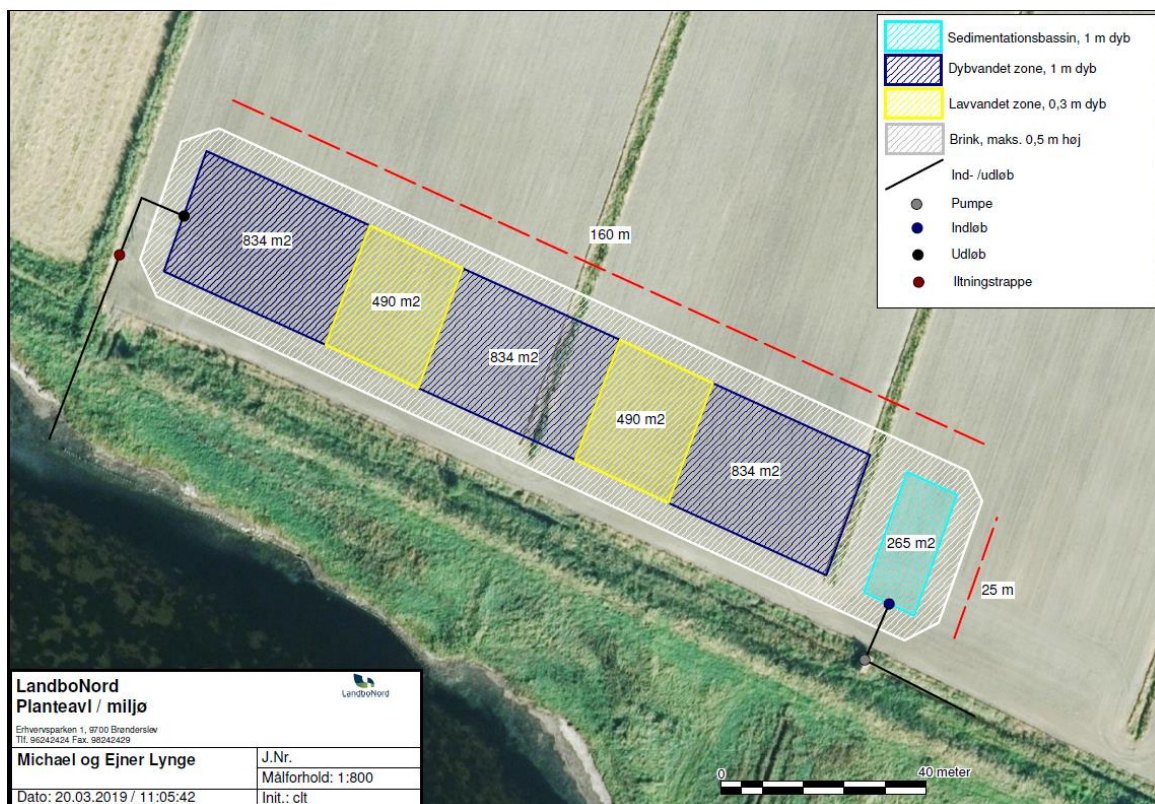 Sedimentationsbassin, 1 m dyb
Dybvandet zone, 1 m dyb
Lavvandet zone, 0,3 m dyb
Brink, maks. 0,5 m høj
Ind- /udløb
Pumpe
Indløb
Udløb
Iltningstrappe
160 m
834 m2
490 m2
834 m2
490 m2
834 m2
265 m2
25 m
0 40 meter
LandboNord
Planteavl / miljø
LandboNord
Erhvervsparken 1, 9700 Brønderslev
Tlf. 96242424 Fax. 98242429
Michael og Ejner Lynge
J.Nr.
Målforhold: 1:800
Dato: 20.03.2019 / 11:05:42
Init.: clt